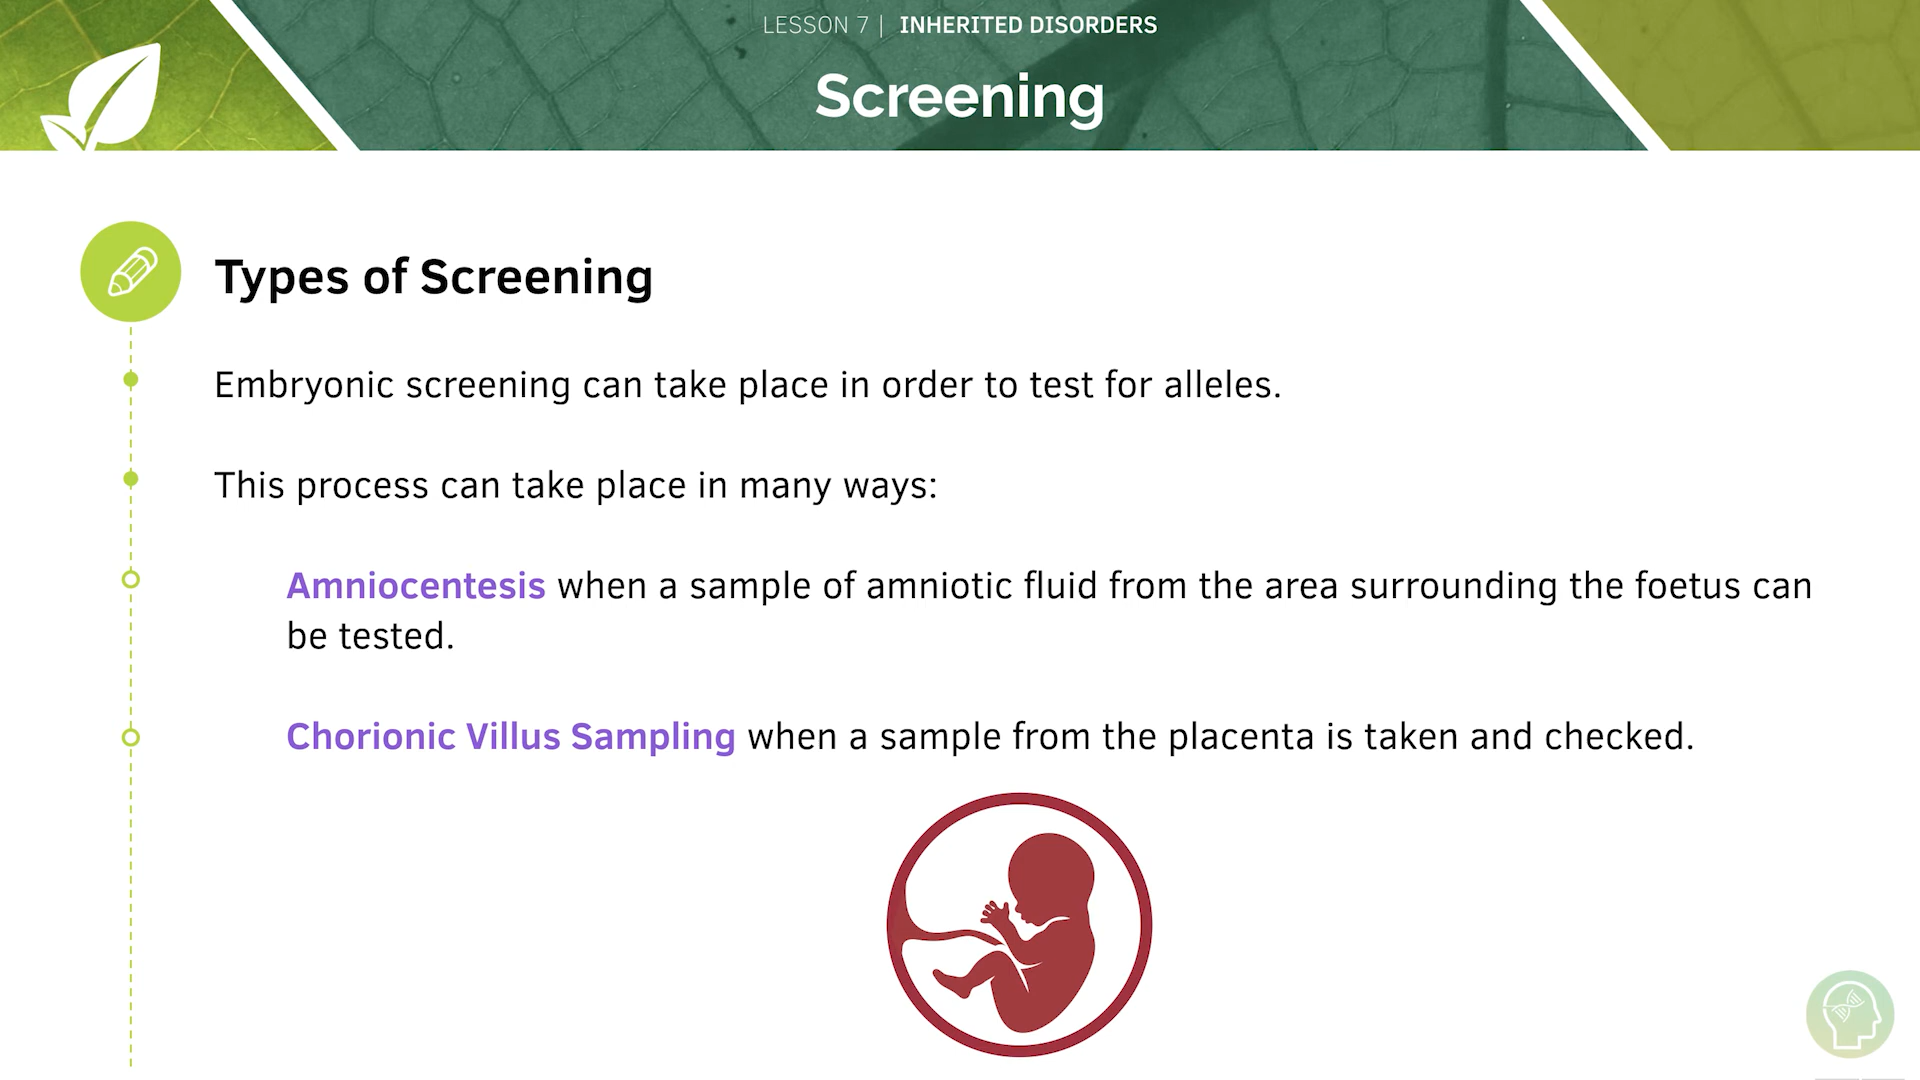 LESSON 7 | INHERITED DISORDERS
Screening
Types of Screening
Embryonic screening can take place in order to test for alleles.
This process can take place in many ways:
Amniocentesis when a sample of amniotic fluid from the area surrounding the foetus can
be tested.
Chorionic Villus Sampling when a sample from the placenta is taken and checked.